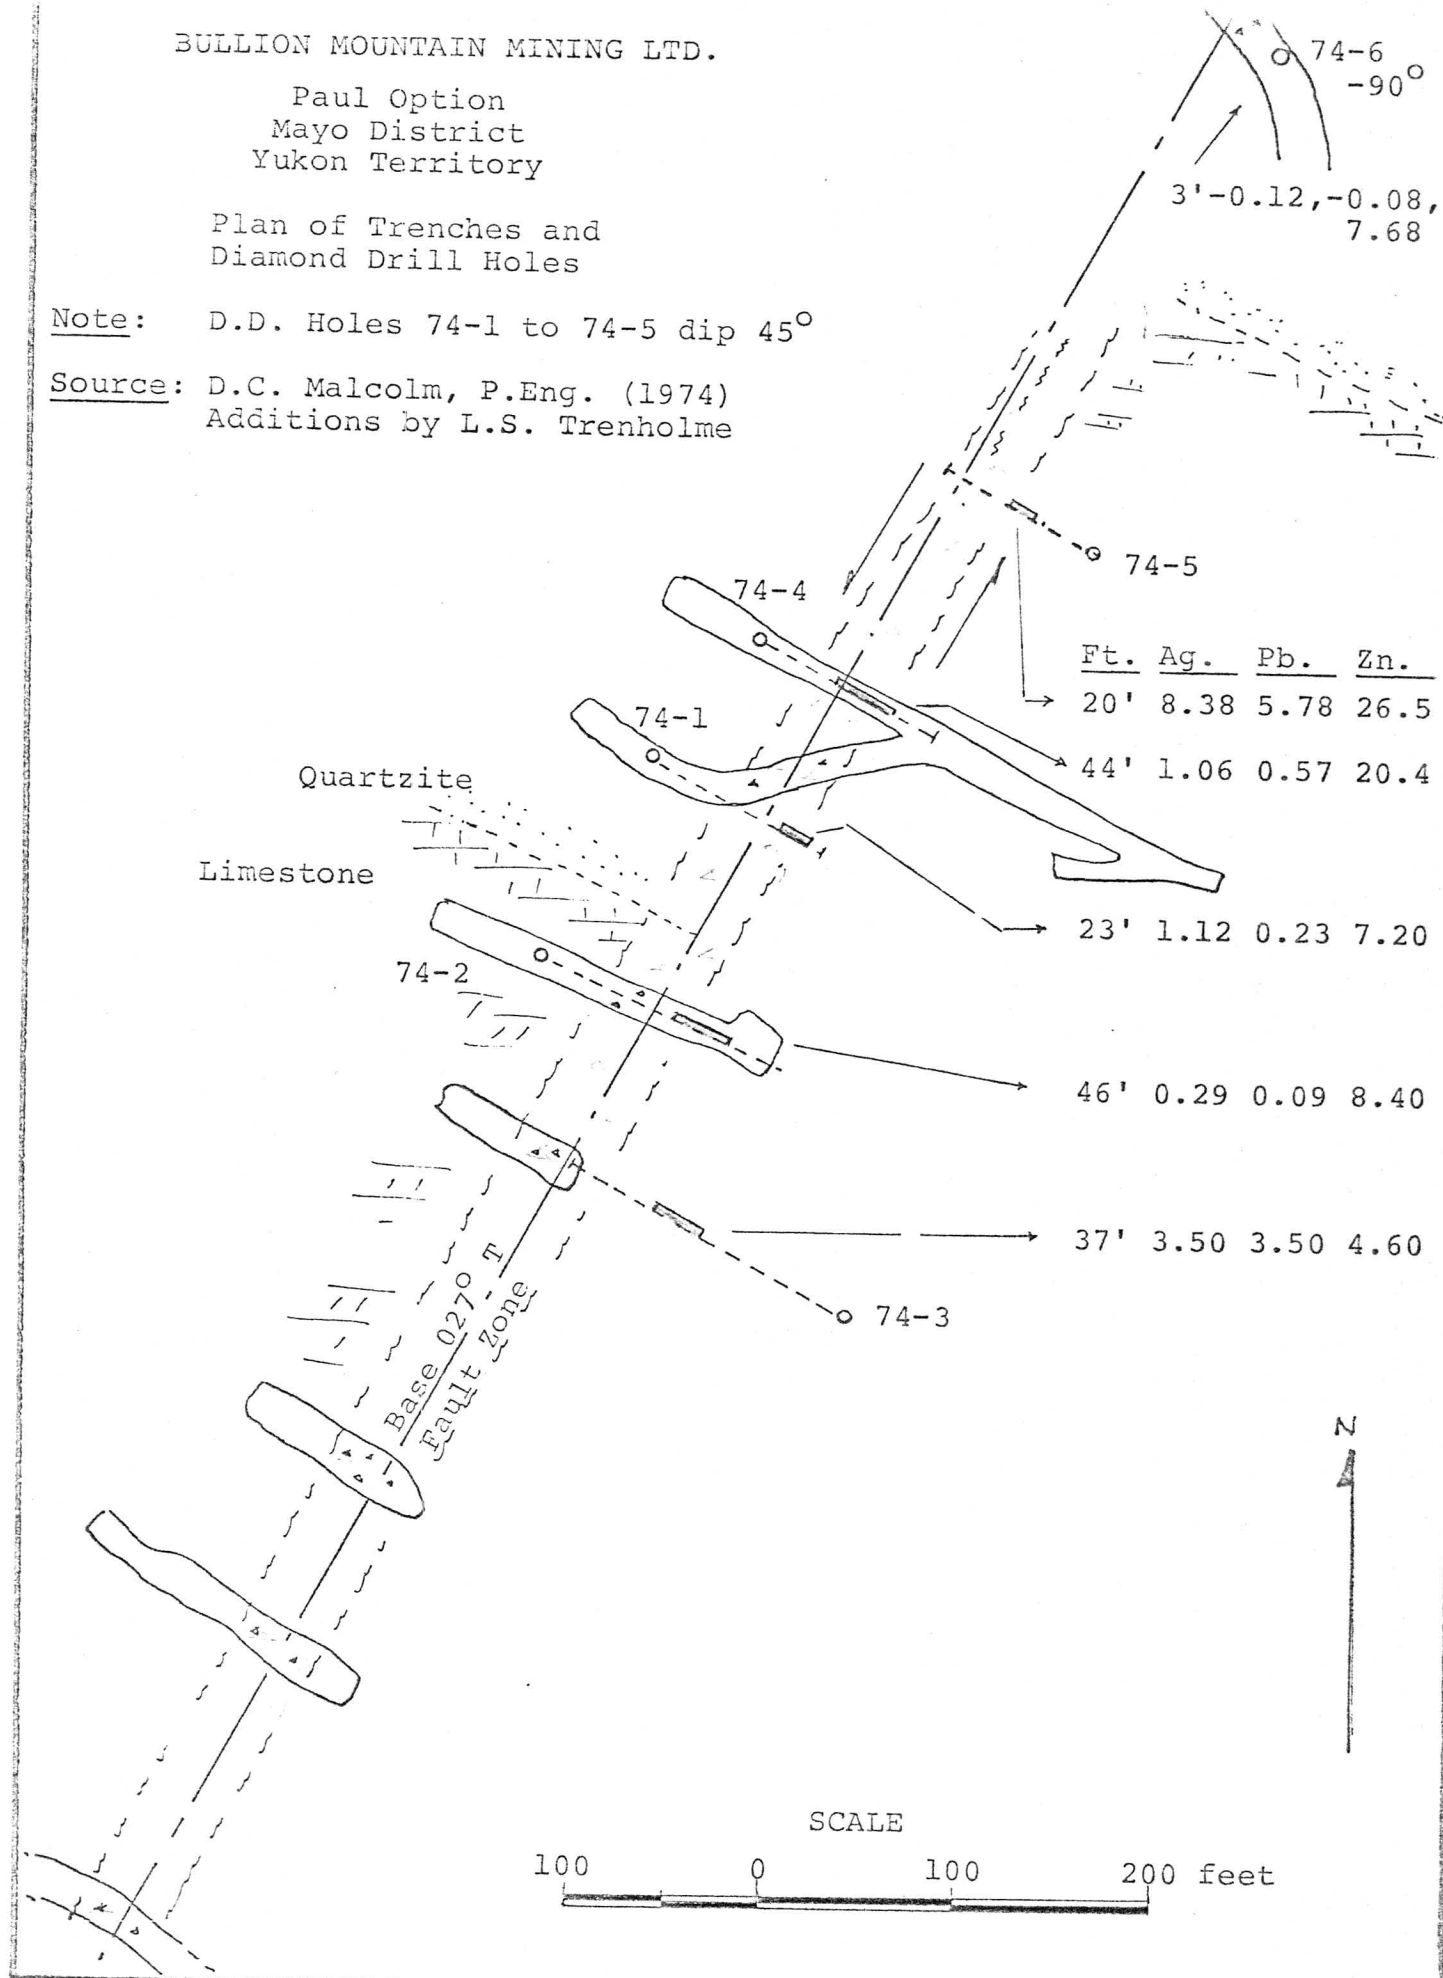 BULLION MOUNTAIN MINING LTD.
Paul Option
Mayo District
Yukon Territory
Plan of Trenches and
Diamond Drill Holes
Note: D.D. Holes 74-1 to 74-5 dip 45°
Source: D.C. Malcolm, P.Eng. (1974)
Additions by L.S. Trenholme
74-6
-90°
3'-0.12,-0.08,
7.68
74-5
74-4
Ft. Ag. Pb. Zn.
20' 8.38 5.78 26.5
74-1
44' 1.06 0.57 20.4
Quartzite
Limestone
23' 1.12 0.23 7.20
74-2
46' 0.29 0.09 8.40
37' 3.50 3.50 4.60
74-3
Base 027° T
Fault Zone
N
SCALE
100 0 100 200 feet